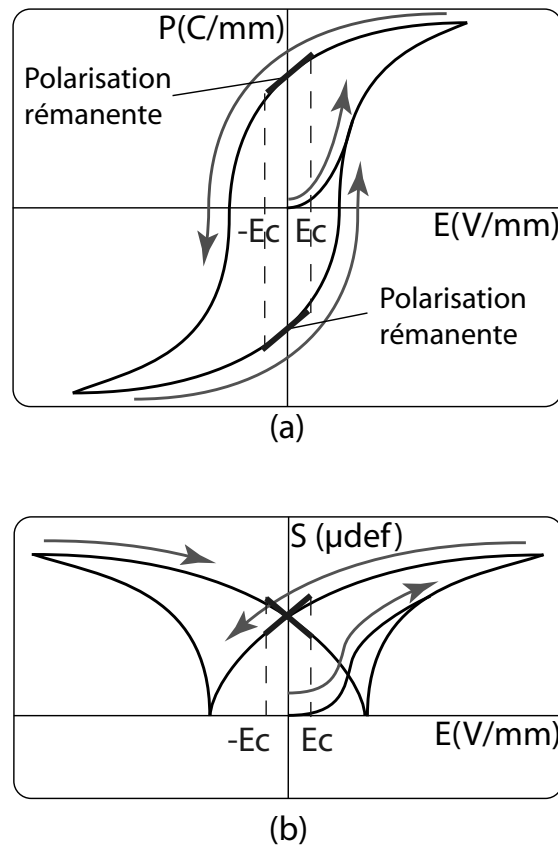 P(C/mm)
Polarisation
rémanente
-Ec
Ec
E(V/mm)
Polarisation
rémanente
(a)
S (µdef)
-Ec
Ec
E(V/mm)
(b)